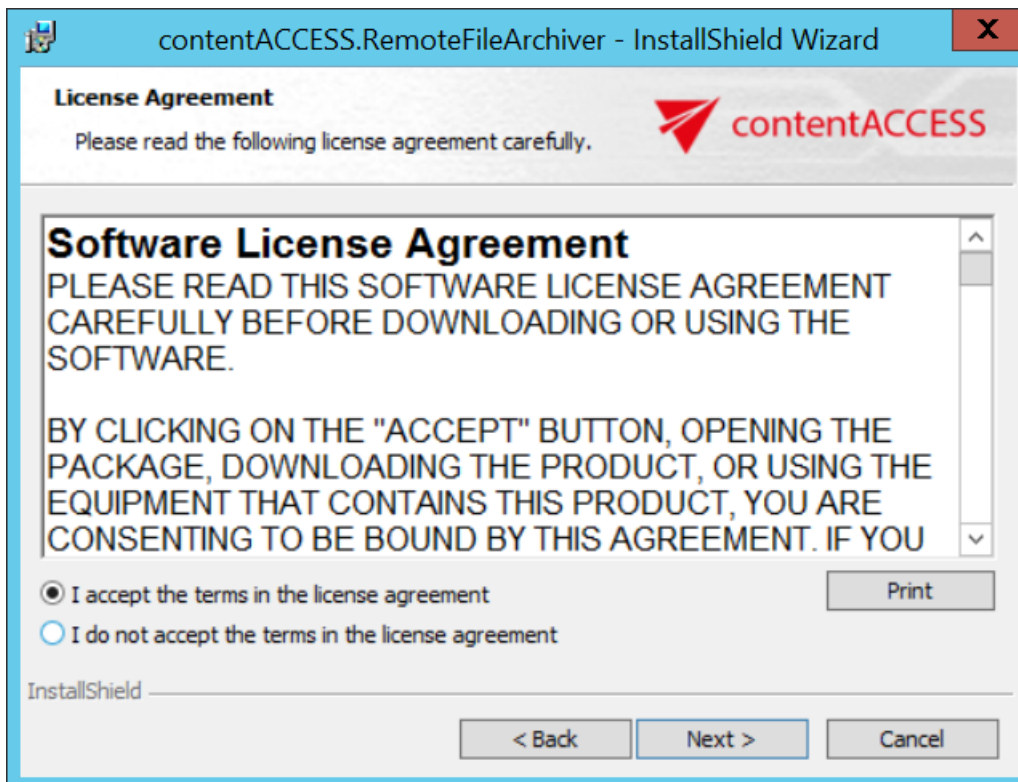 contentACCESS.RemoteFileArchiver - InstallShield Wizard
X
License Agreement
Please read the following license agreement carefully.
contentACCESS
Software License Agreement
PLEASE READ THIS SOFTWARE LICENSE AGREEMENT
CAREFULLY BEFORE DOWNLOADING OR USING THE
SOFTWARE.
BY CLICKING ON THE "ACCEPT" BUTTON, OPENING THE
PACKAGE, DOWNLOADING THE PRODUCT, OR USING THE
EQUIPMENT THAT CONTAINS THIS PRODUCT, YOU ARE
CONSENTING TO BE BOUND BY THIS AGREEMENT. IF YOU
I accept the terms in the license agreement
Print
I do not accept the terms in the license agreement
InstallShield
< Back
Next >
Cancel